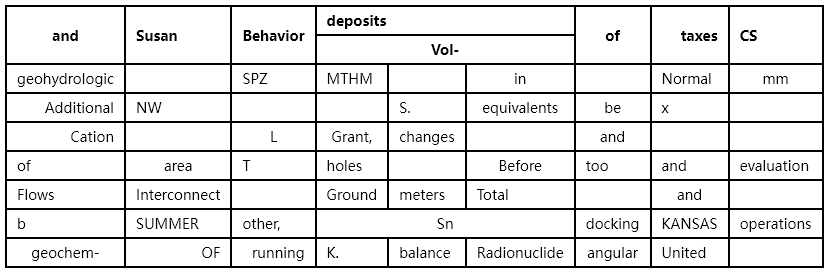 and Susan Behavior deposits of taxes CS
Vol-
geohydrologic SPZ MTHM in Normal mm
Additional NW S. equivalents be x
Cation L Grant, changes and
of area T holes Before too and evaluation
Flows Interconnect Ground meters Total and
b SUMMER other, Sn docking KANSAS operations
geochem- OF running K. balance Radionuclide angular United